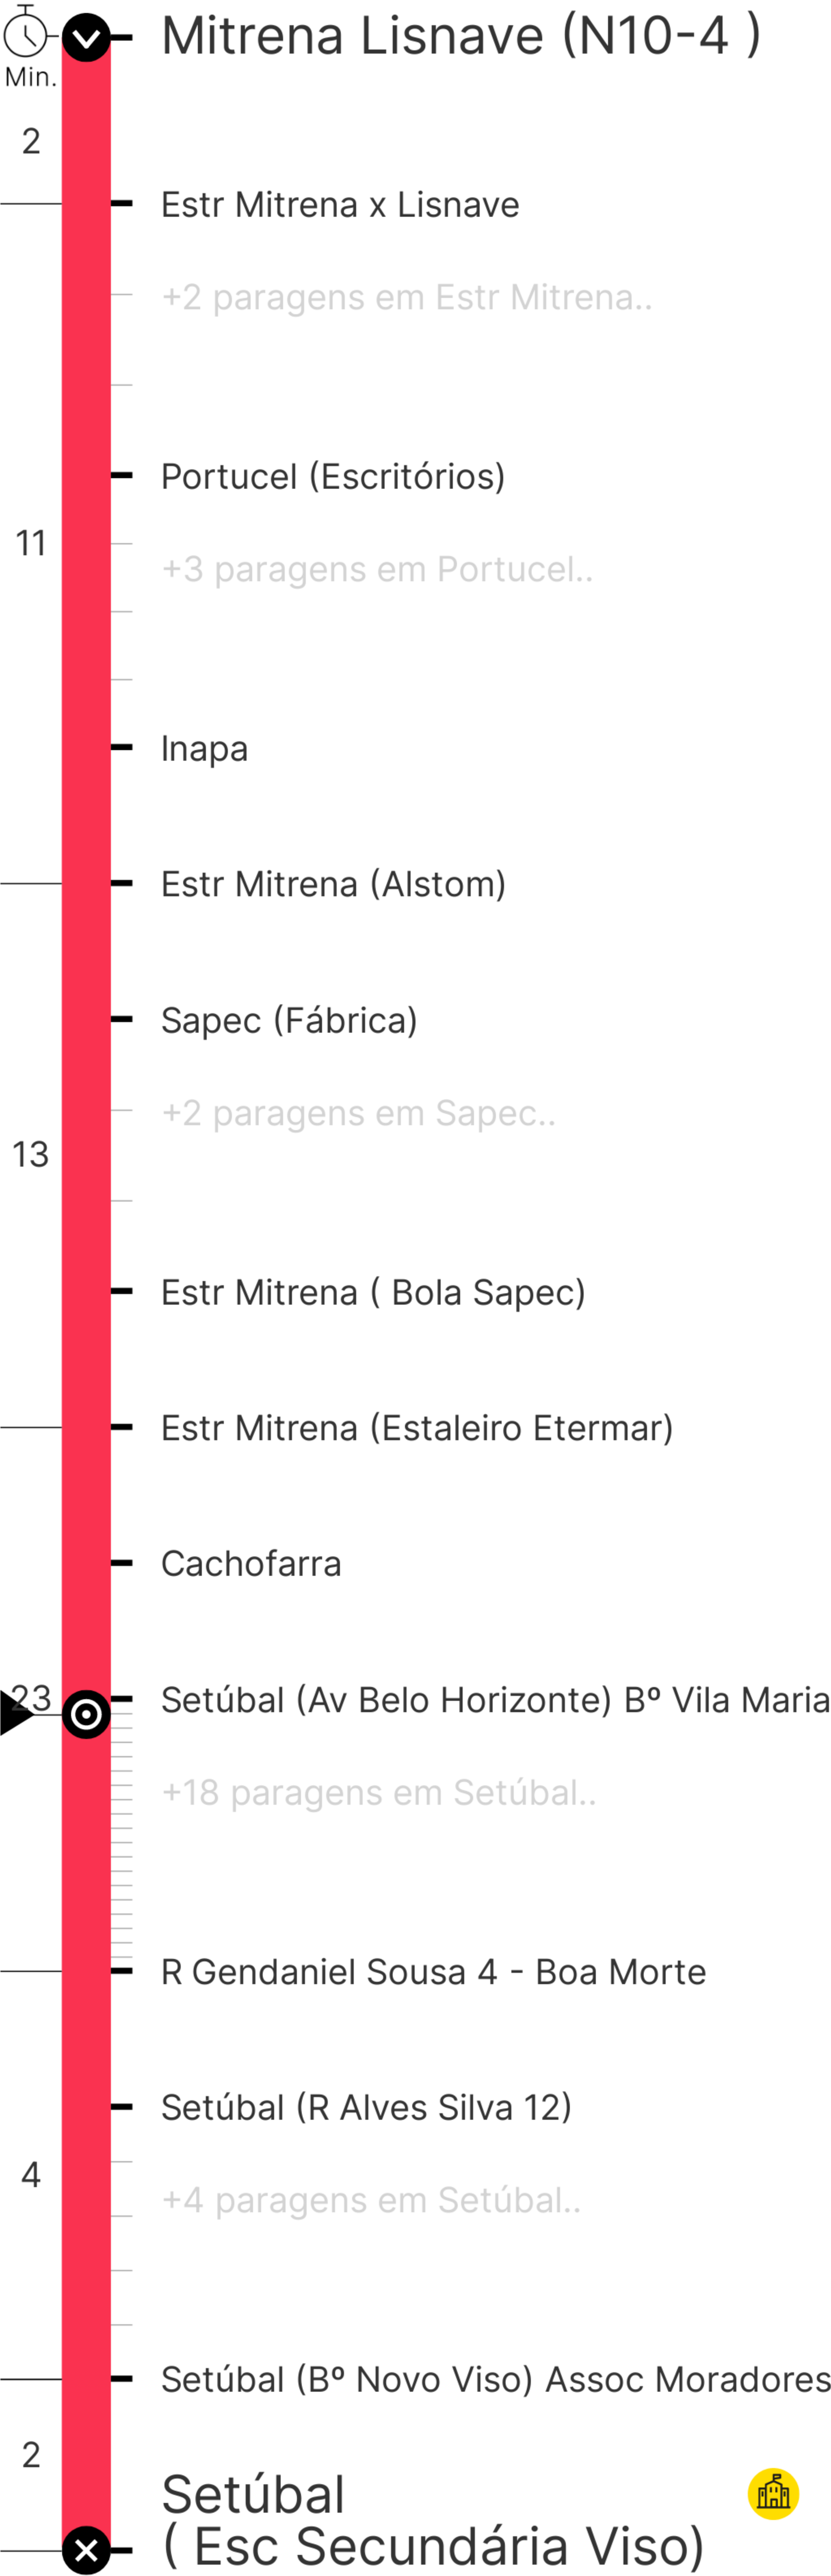 Mitrena Lisnave (N10-4 )
Min.
2
Estr Mitrena x Lisnave
+2 paragens em Estr Mitrena..
Portucel (Escritórios)
11
+3 paragens em Portucel..
Inapa
Estr Mitrena (Alstom)
Sapec (Fábrica)
+2 paragens em Sapec..
13
Estr Mitrena ( Bola Sapec)
Estr Mitrena (Estaleiro Etermar)
Cachofarra
23
Setúbal (Av Belo Horizonte) Bº Vila Maria
+18 paragens em Setúbal..
R Gendaniel Sousa 4 - Boa Morte
Setúbal (R Alves Silva 12)
4
+4 paragens em Setúbal..
Setúbal (Bº Novo Viso) Assoc Moradores
2
Setúbal
( Esc Secundária Viso)